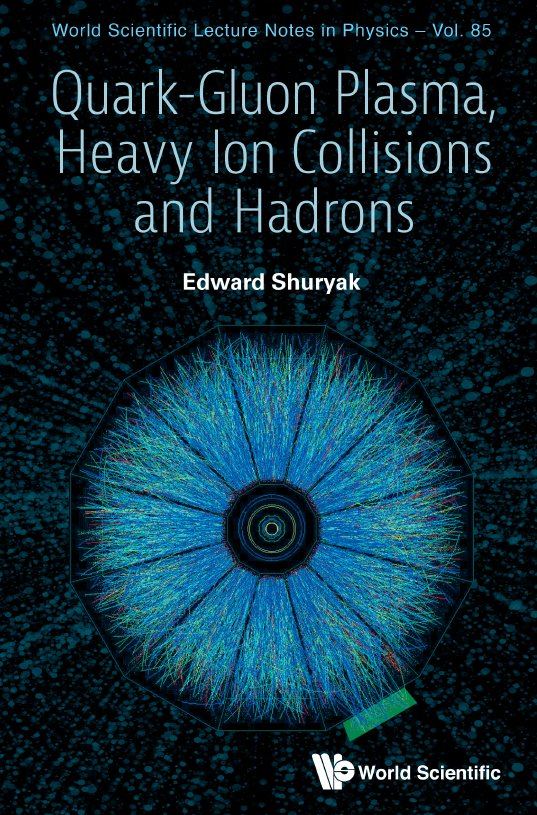 World Scientific Lecture Notes in Physics – Vol. 85
Quark-Gluon Plasma,
Heavy Ion Collisions
and Hadrons
Edward Shuryak
World Scientific